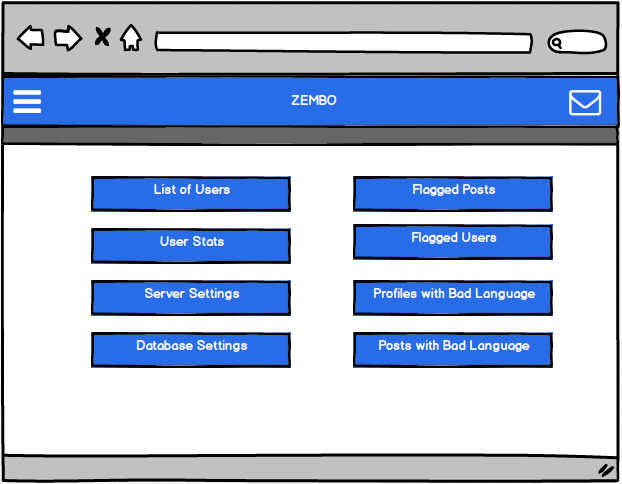 ZEMBO
List of Users
Flagged Posts
User Stats
Flagged Users
Server Settings
Profiles with Bad Language
Database Settings
Posts with Bad Language